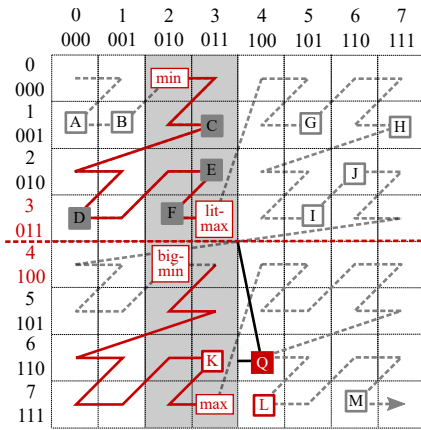 0 1 2 3 4 5 6 7
000 001 010 011 100 101 110 111
0
000
min
1
001
A B C G H
2
010
E J
3
011
D F lit-
max I
4
100
big-
min
5
101
6
110
K Q
7
111
max L M